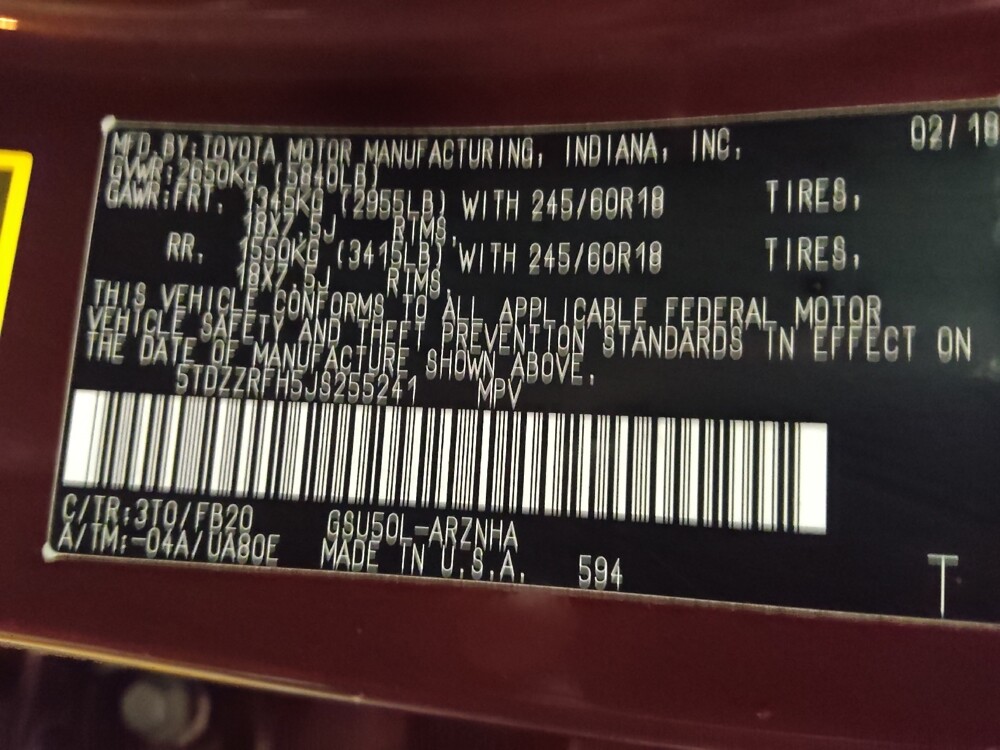 MFD.BY:TOYOTA MOTOR MANUFACTURING, INDIANA, INC. 02/18
GVWR:2650KG (5840LB)
GAWR:FRT. 1345KG (2955LB) WITH 245/60R18 TIRES,
18X7.5J RIMS,
RR. 1550KG (3415LB) WITH 245/60R18 TIRES,
18X7.5J RIMS.
THIS VEHICLE CONFORMS TO ALL APPLICABLE FEDERAL MOTOR
VEHICLE SAFETY AND THEFT PREVENTION STANDARDS IN EFFECT ON
THE DATE OF MANUFACTURE SHOWN ABOVE.
5TDZZRFH5JS255241 MPV
C/TR:3T0/FB20 GSU50L-ARZNHA
A/TM:-04A/UA80E MADE IN U.S.A. 594 T